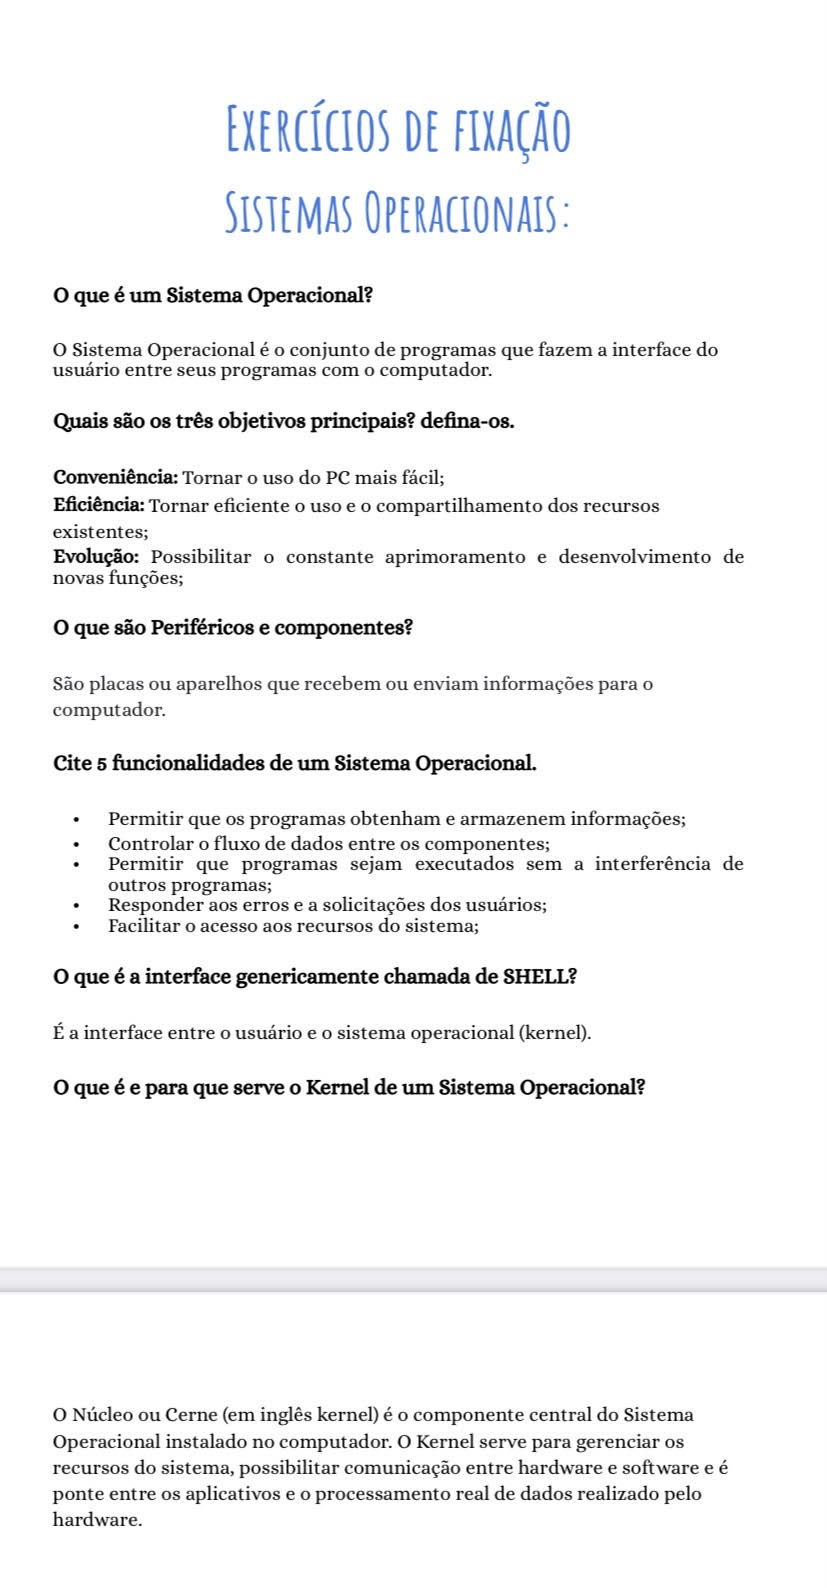 Exercícios de fixação
Sistemas Operacionais:
O que é um Sistema Operacional?
O Sistema Operacional é o conjunto de programas que fazem a interface do
usuário entre seus programas com o computador.
Quais são os três objetivos principais? defina-os.
Conveniência: Tornar o uso do PC mais fácil;
Eficiência: Tornar eficiente o uso e o compartilhamento dos recursos
existentes;
Evolução: Possibilitar o constante aprimoramento e desenvolvimento de
novas funções;
O que são Periféricos e componentes?
São placas ou aparelhos que recebem ou enviam informações para o
computador.
Cite 5 funcionalidades de um Sistema Operacional.
• Permitir que os programas obtenham e armazenem informações;
• Controlar o fluxo de dados entre os componentes;
• Permitir que programas sejam executados sem a interferência de
outros programas;
• Responder aos erros e a solicitações dos usuários;
• Facilitar o acesso aos recursos do sistema;
O que é a interface genericamente chamada de SHELL?
É a interface entre o usuário e o sistema operacional (kernel).
O que é e para que serve o Kernel de um Sistema Operacional?
O Núcleo ou Cerne (em inglês kernel) é o componente central do Sistema
Operacional instalado no computador. O Kernel serve para gerenciar os
recursos do sistema, possibilitar comunicação entre hardware e software e é
ponte entre os aplicativos e o processamento real de dados realizado pelo
hardware.